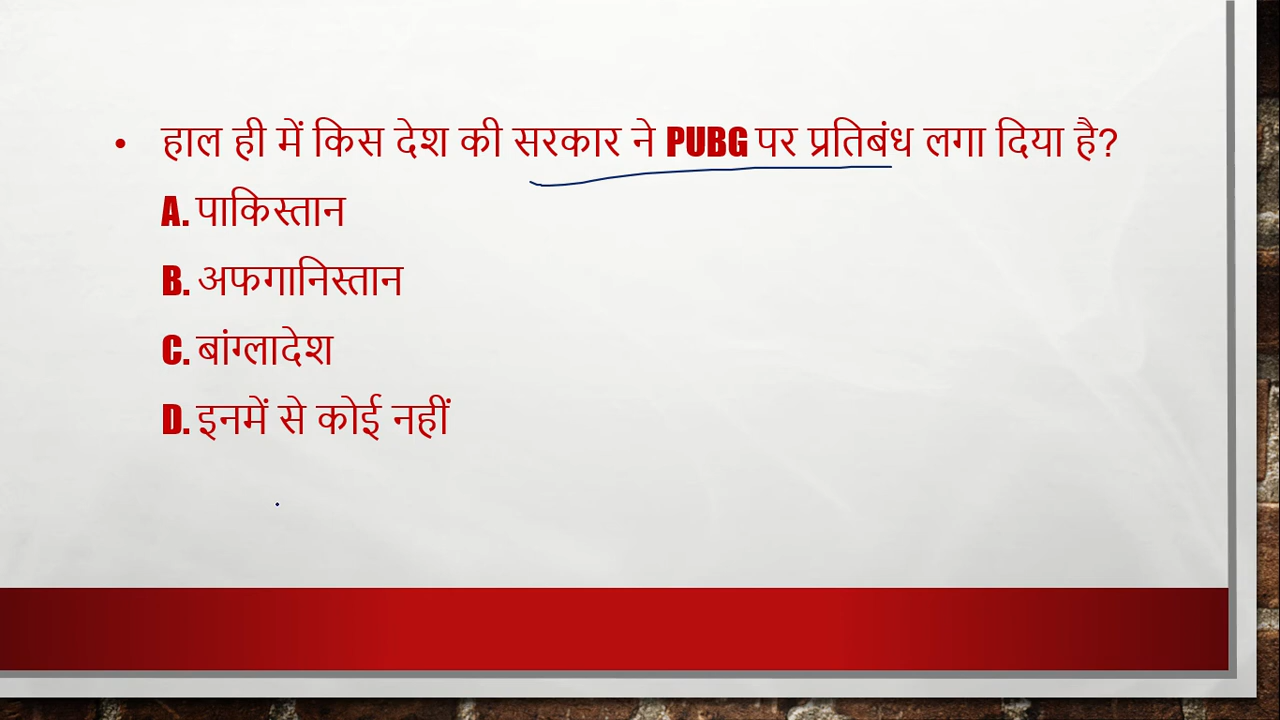 • हाल ही में किस देश की सरकार ने PUBG पर प्रतिबंध लगा दिया है?
A. पाकिस्तान
B. अफगानिस्तान
C. बांग्लादेश
D. इनमें से कोई नहीं